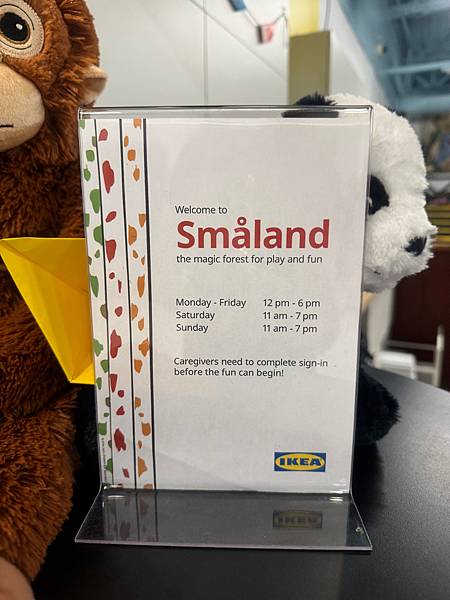 Welcome to
Småland
the magic forest for play and fun
Monday - Friday 12 pm - 6 pm
Saturday 11 am - 7 pm
Sunday 11 am - 7 pm
Caregivers need to complete sign-in
before the fun can begin!
IKEA